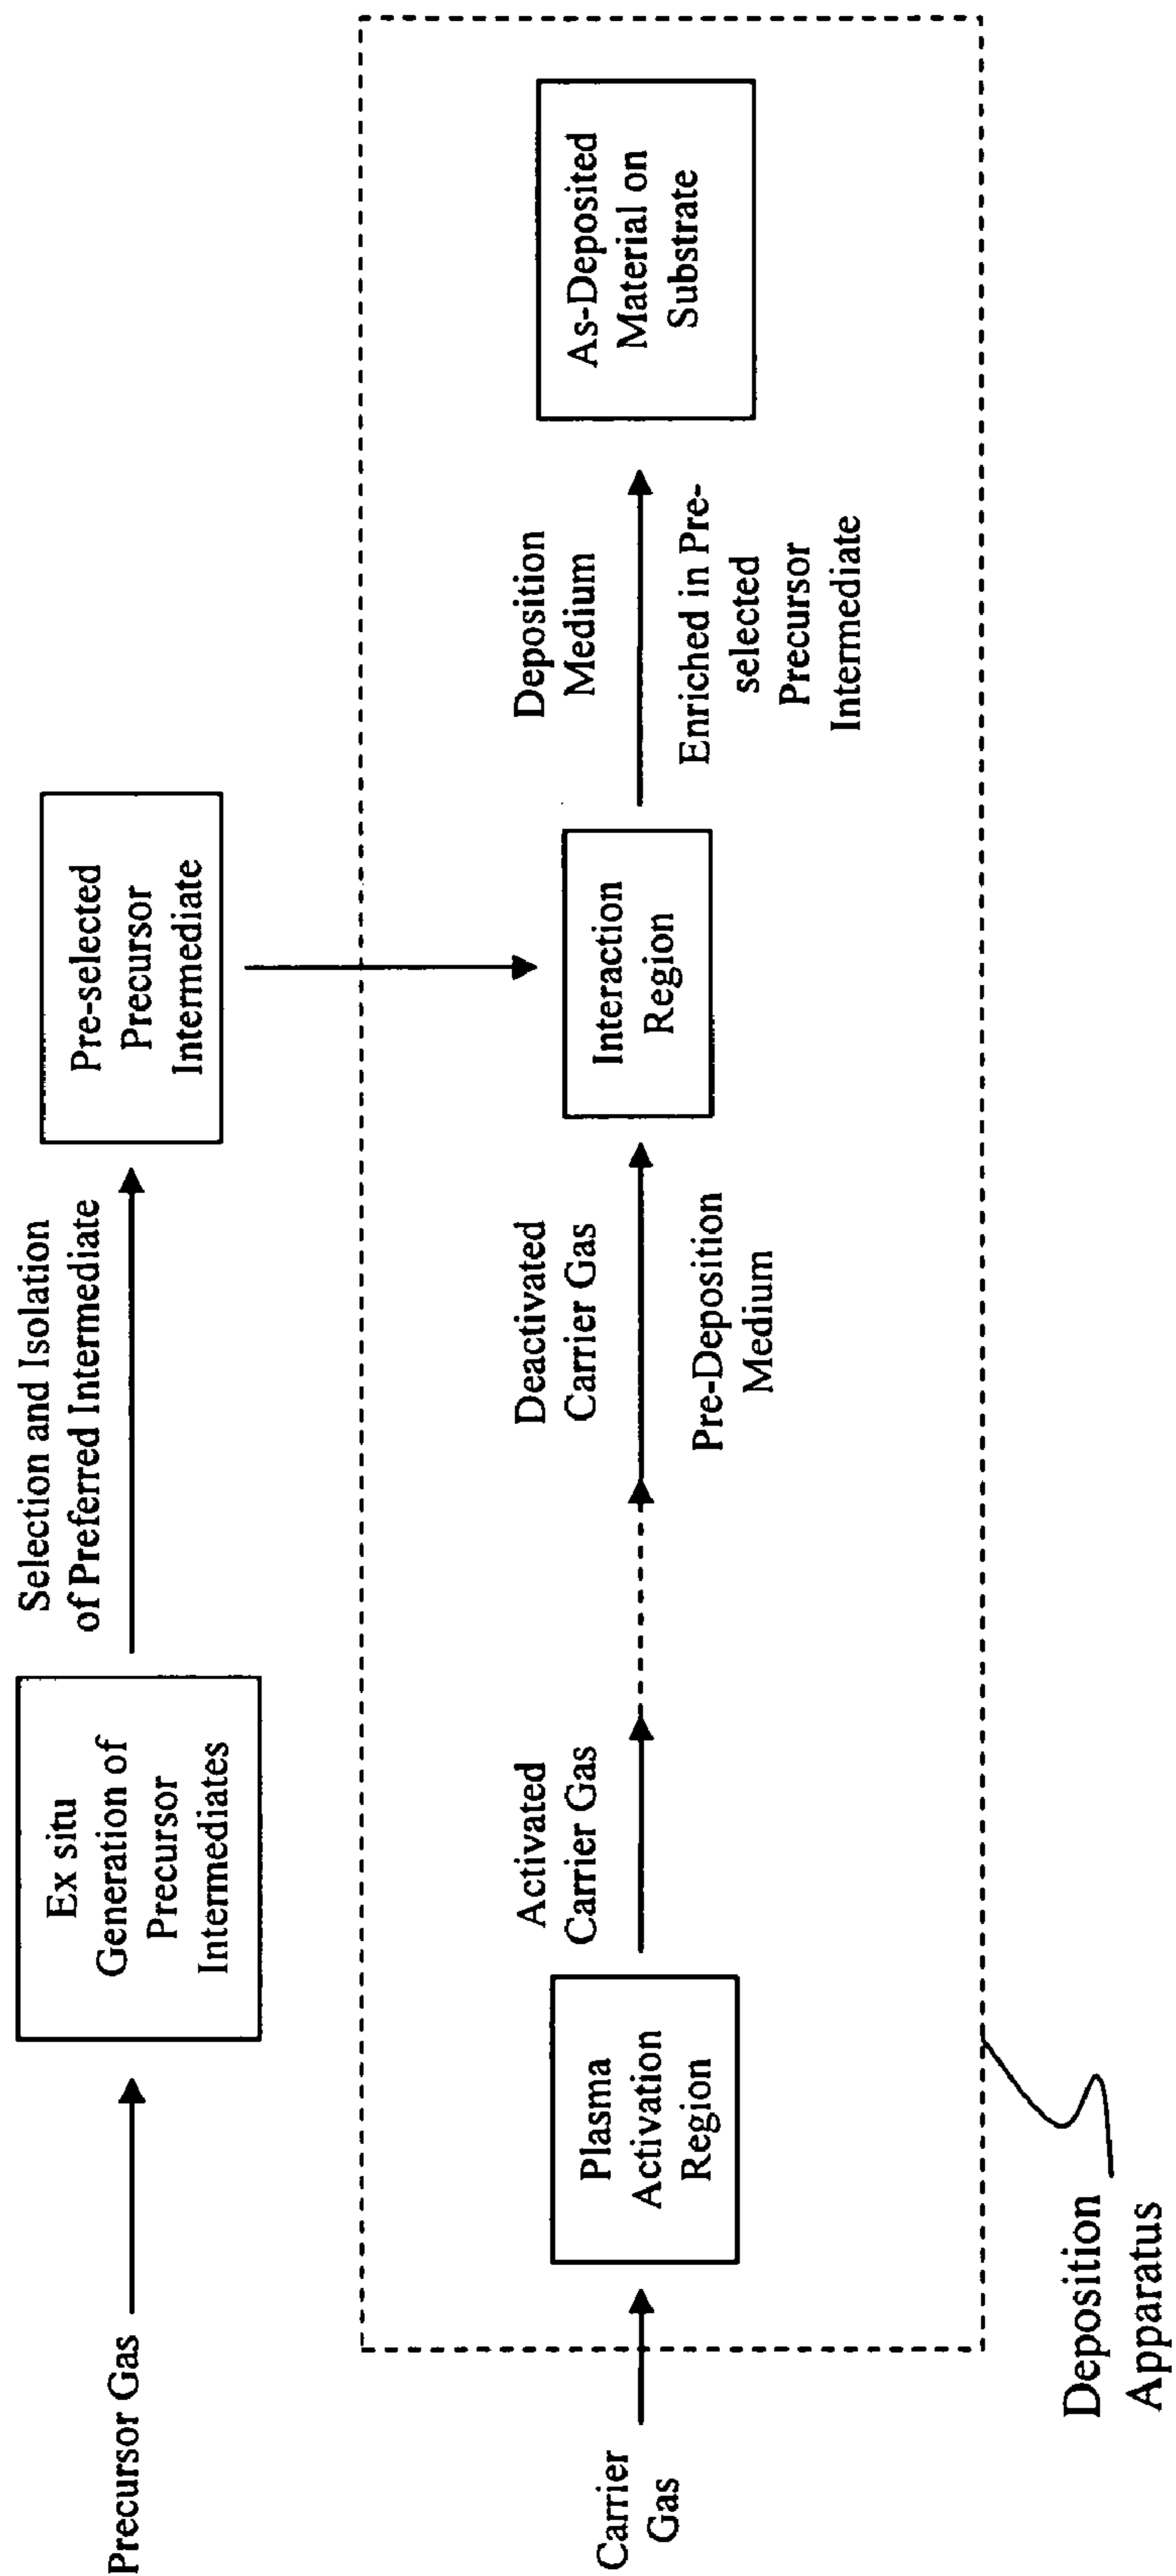 Precursor Gas
Ex situ
Generation of
Precursor
Intermediates
Selection and Isolation
of Preferred Intermediate
Pre-selected
Precursor
Intermediate
Carrier
Gas
Plasma
Activation
Region
Activated
Carrier Gas
Deactivated
Carrier Gas
Pre-Deposition
Medium
Interaction
Region
Deposition
Medium
Enriched in Pre-
selected
Precursor
Intermediate
As-Deposited
Material on
Substrate
Deposition
Apparatus